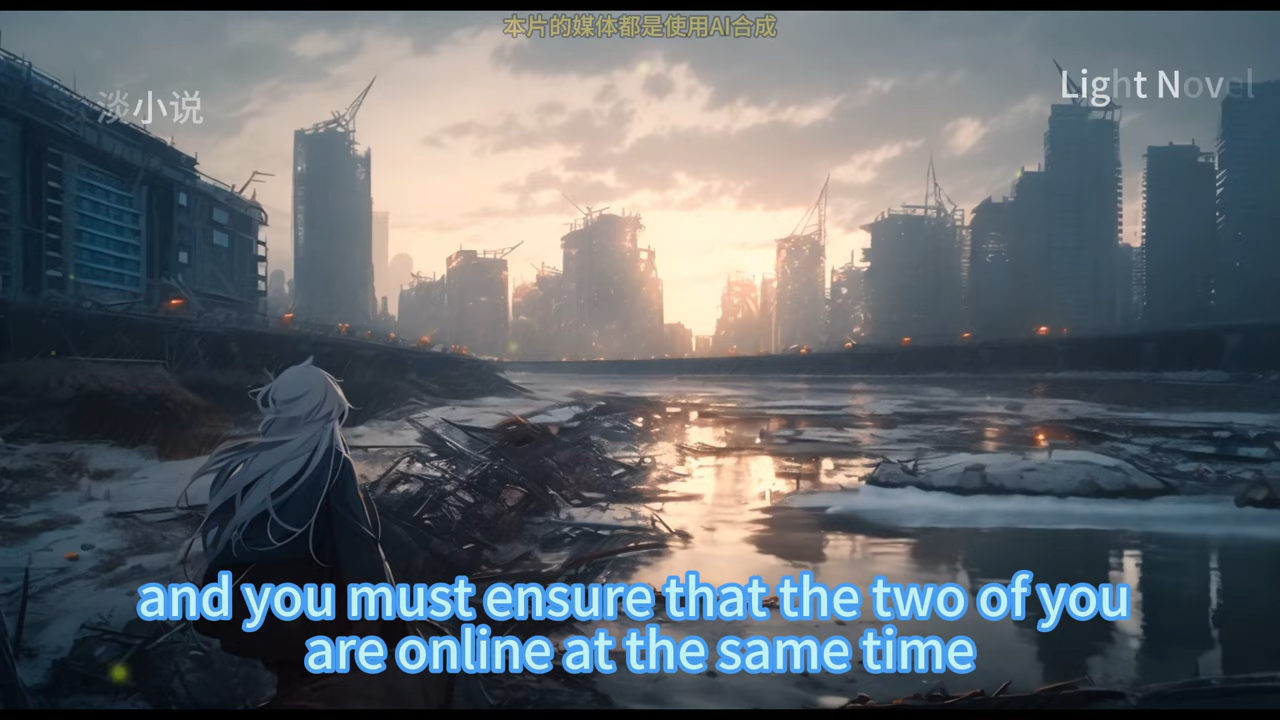 本片的媒体都是使用AI合成
淡小说
Light Novel
and you must ensure that the two of you
are online at the same time